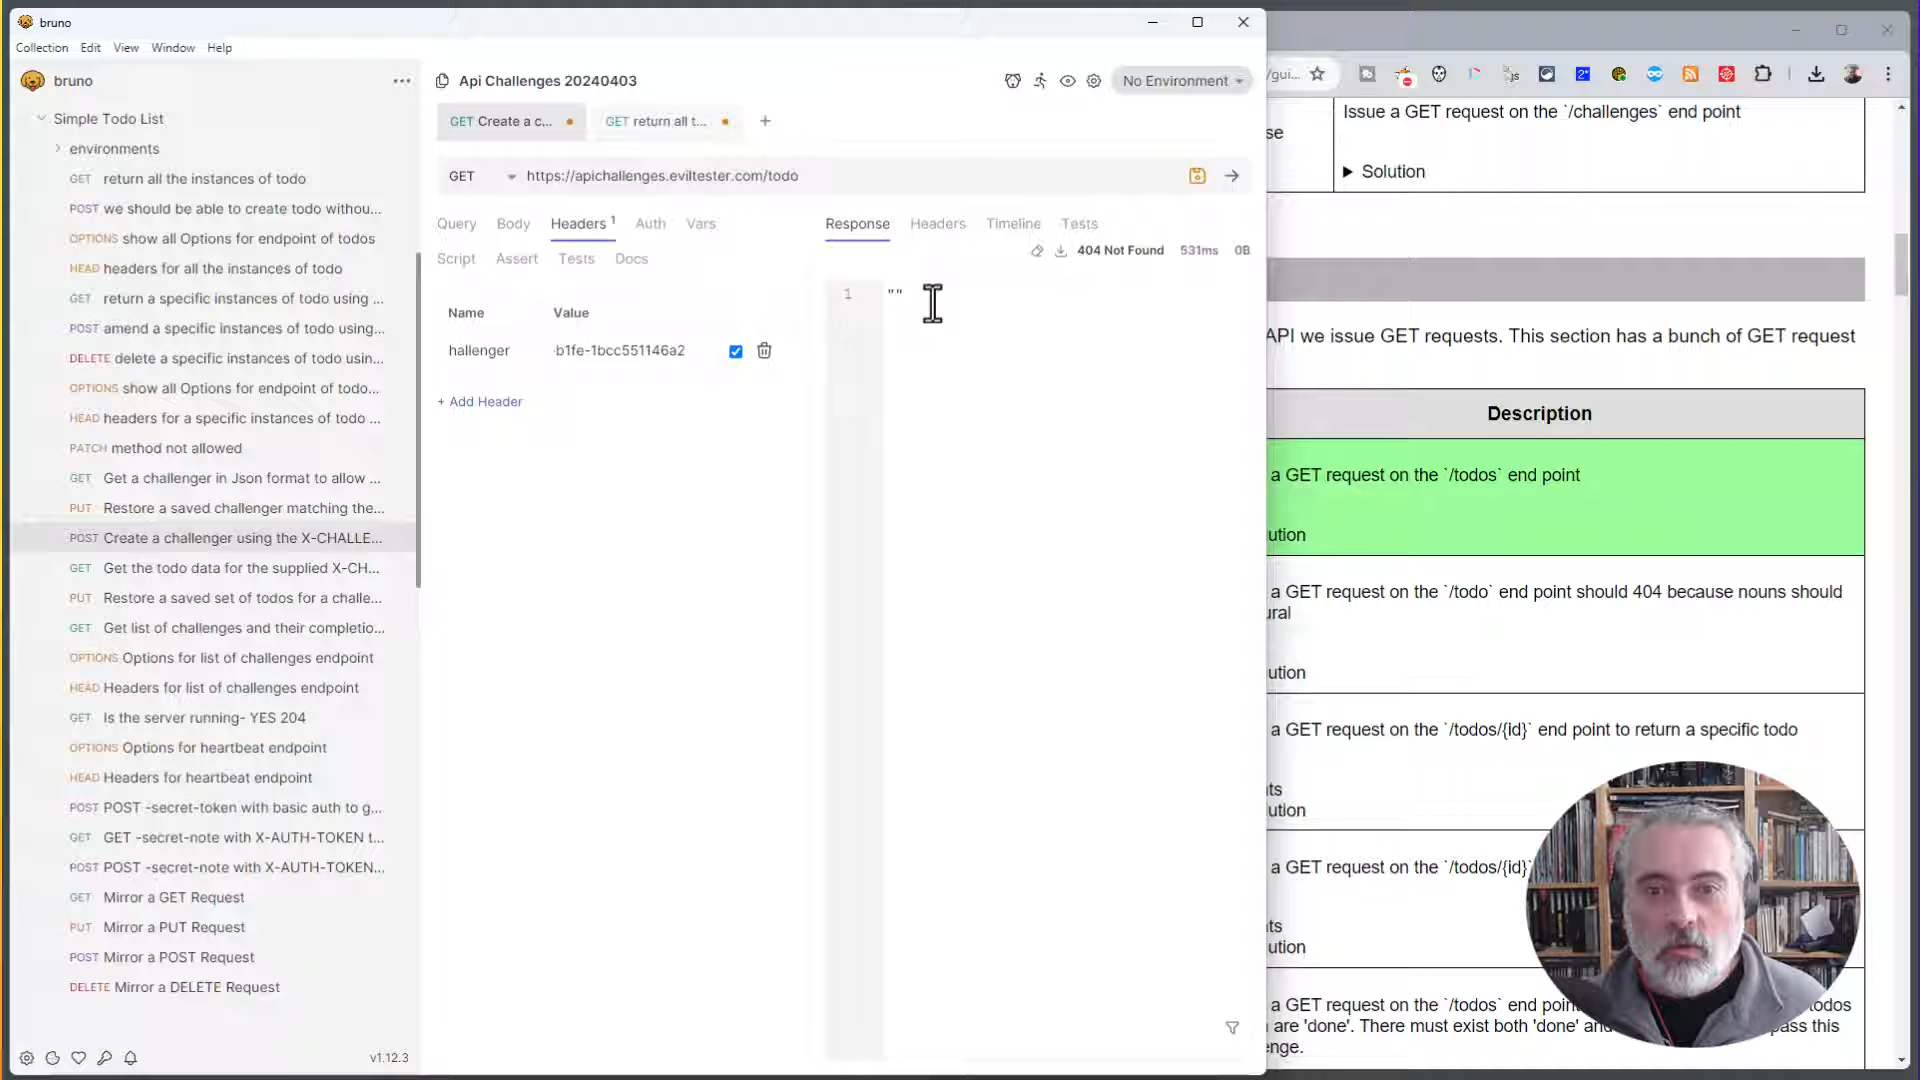 bruno
Collection Edit View Window Help
bruno
Simple Todo List
environments
GET return all the instances of todo
POST we should be able to create todo withou...
OPTIONS show all Options for endpoint of todos
HEAD headers for all the instances of todo
GET return a specific instances of todo using ...
POST amend a specific instances of todo using...
DELETE delete a specific instances of todo usin...
OPTIONS show all Options for endpoint of todo...
HEAD headers for a specific instances of todo ...
PATCH method not allowed
GET Get a challenger in Json format to allow ...
PUT Restore a saved challenger matching the...
POST Create a challenger using the X-CHALLE...
GET Get the todo data for the supplied X-CH...
PUT Restore a saved set of todos for a challe...
GET Get list of challenges and their completio...
OPTIONS Options for list of challenges endpoint
HEAD Headers for list of challenges endpoint
GET Is the server running- YES 204
OPTIONS Options for heartbeat endpoint
HEAD Headers for heartbeat endpoint
POST POST -secret-token with basic auth to g...
GET GET -secret-note with X-AUTH-TOKEN t...
POST POST -secret-note with X-AUTH-TOKEN...
GET Mirror a GET Request
PUT Mirror a PUT Request
POST Mirror a POST Request
DELETE Mirror a DELETE Request
v1.12.3
Api Challenges 20240403
No Environment
GET Create a c...
GET return all t...
+
GET https://apichallenges.eviltester.com/todo
Query Body Headers 1 Auth Vars
Script Assert Tests Docs
Name Value
hallenger -b1fe-1bcc551146a2
+ Add Header
Response Headers Timeline Tests
404 Not Found 531ms 0B
1 ""
/gui...
Issue a GET request on the `/challenges` end point
se
Solution
API we issue GET requests. This section has a bunch of GET request
Description
a GET request on the `/todos` end point
ution
a GET request on the `/todo` end point should 404 because nouns should
ural
ution
a GET request on the `/todos/{id}` end point to return a specific todo
ts
ution
a GET request on the `/todos/{id}`
ts
ution
a GET request on the `/todos` end point
odos
are 'done'. There must exist both 'done' and
pass this
enge.